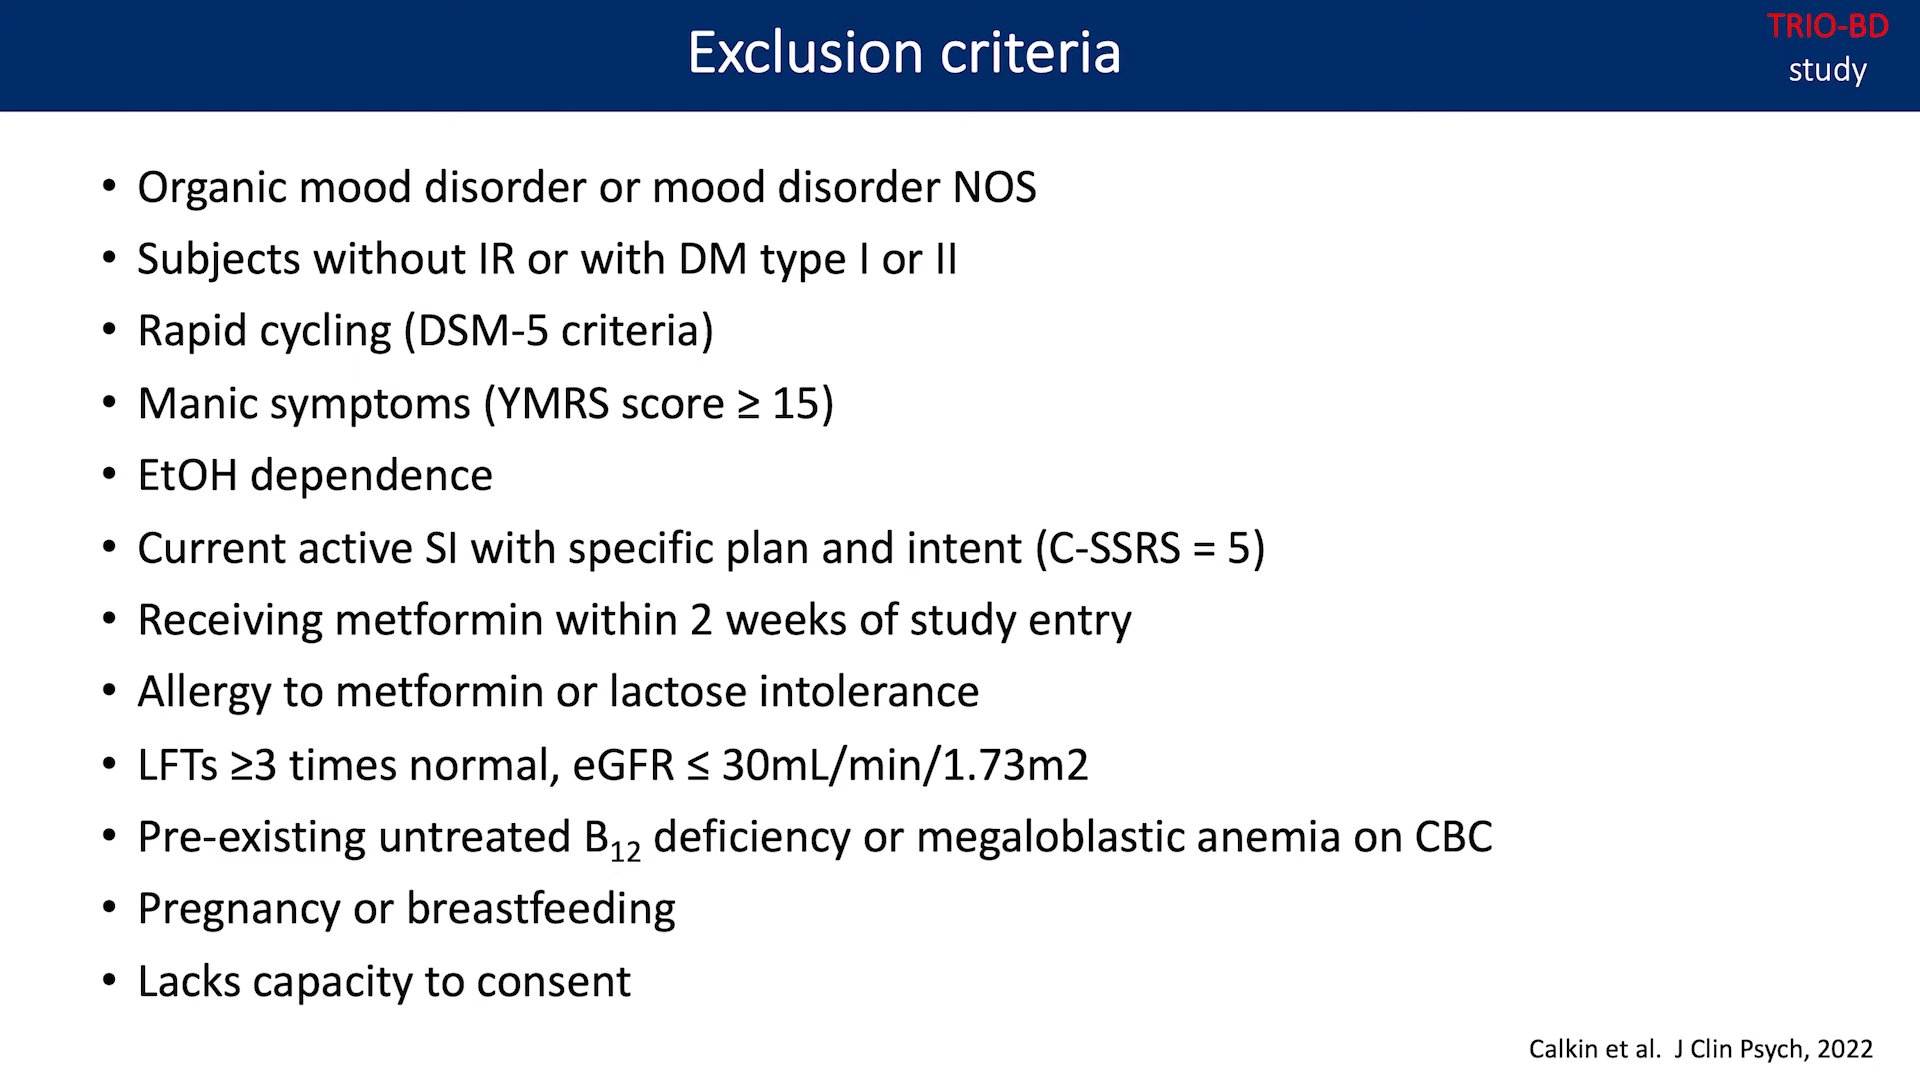 Exclusion criteria
TRIO-BD
study
• Organic mood disorder or mood disorder NOS
• Subjects without IR or with DM type I or II
• Rapid cycling (DSM-5 criteria)
• Manic symptoms (YMRS score ≥ 15)
• EtOH dependence
• Current active SI with specific plan and intent (C-SSRS = 5)
• Receiving metformin within 2 weeks of study entry
• Allergy to metformin or lactose intolerance
• LFTs ≥3 times normal, eGFR ≤ 30mL/min/1.73m2
• Pre-existing untreated B₁₂ deficiency or megaloblastic anemia on CBC
• Pregnancy or breastfeeding
• Lacks capacity to consent
Calkin et al. J Clin Psych, 2022